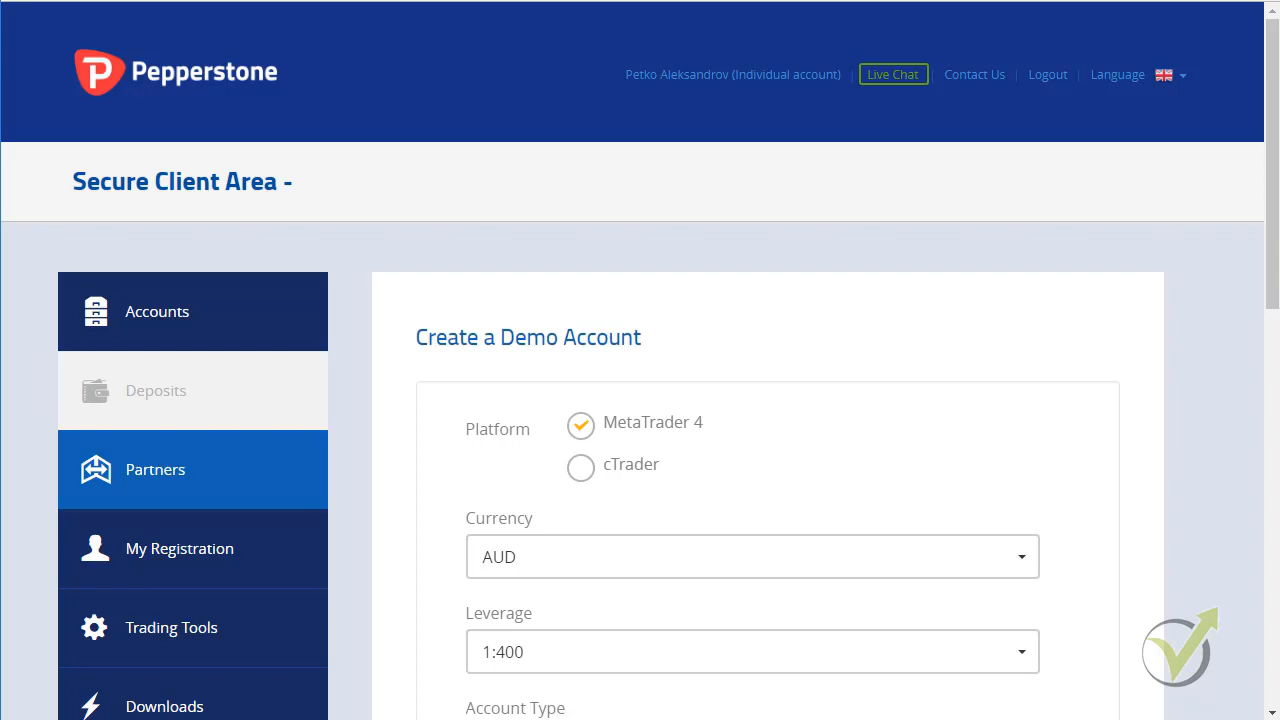 Pepperstone
Petko Aleksandrov (Individual account) | Live Chat | Contact Us | Logout | Language
Secure Client Area -
Accounts
Deposits
Partners
My Registration
Trading Tools
Downloads
Create a Demo Account
Platform
MetaTrader 4
cTrader
Currency
AUD
Leverage
1:400
Account Type